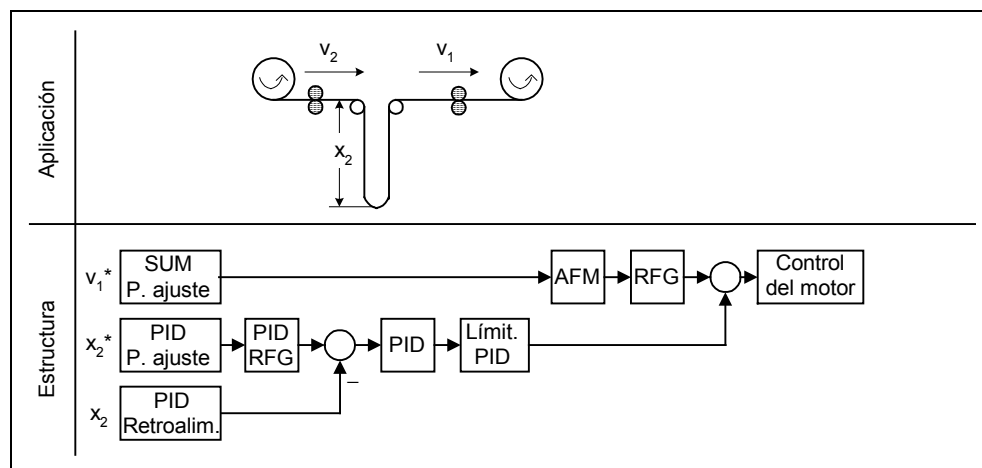 Aplicación
v2
v1
x2
Estructura
v1*
SUM
P. ajuste
AFM
RFG
Control
del motor
x2*
PID
P. ajuste
PID
RFG
PID
Límit.
PID
–
x2
PID
Retroalim.